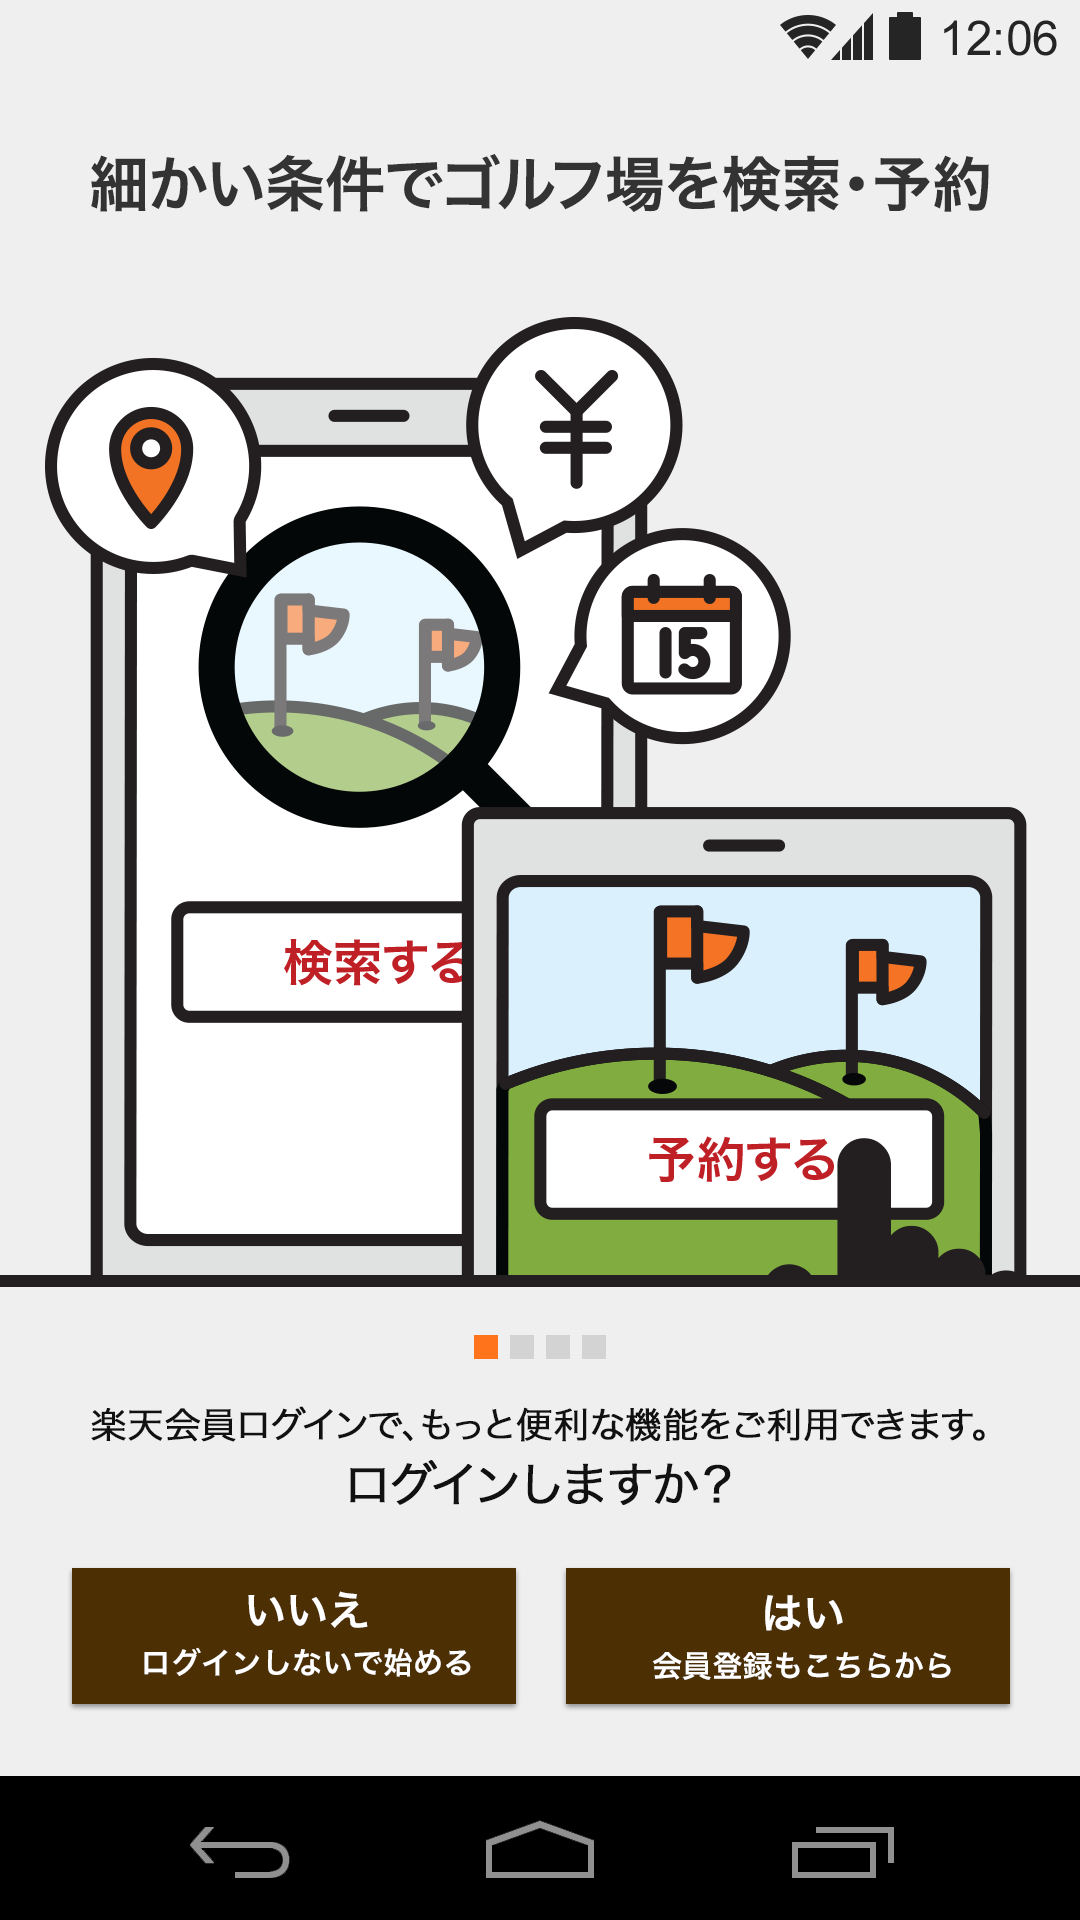 12:06
細かい条件でゴルフ場を検索・予約
¥
15
検索する
予約する
楽天会員ログインで、もっと便利な機能をご利用できます。
ログインしますか？
いいえ
ログインしないで始める
はい
会員登録もこちらから